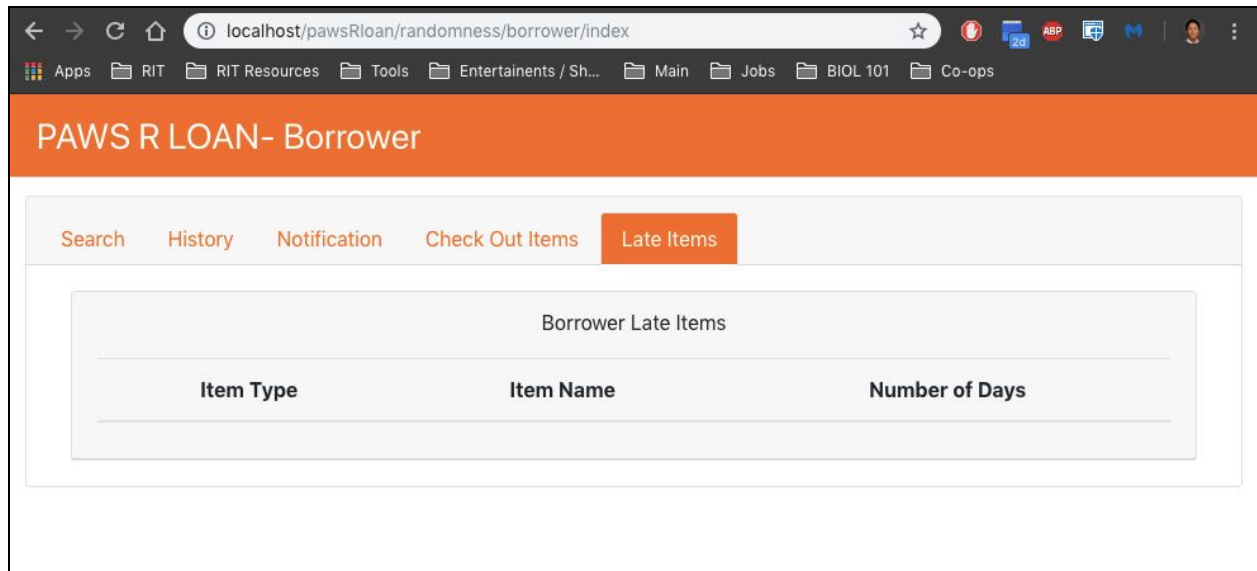 localhost/pawsRloan/randomness/borrower/index
2d
ABP
Apps RIT RIT Resources Tools Entertainents / Sh... Main Jobs BIOL 101 Co-ops
PAWS R LOAN- Borrower
Search History Notification Check Out Items Late Items
Borrower Late Items
Item Type Item Name Number of Days